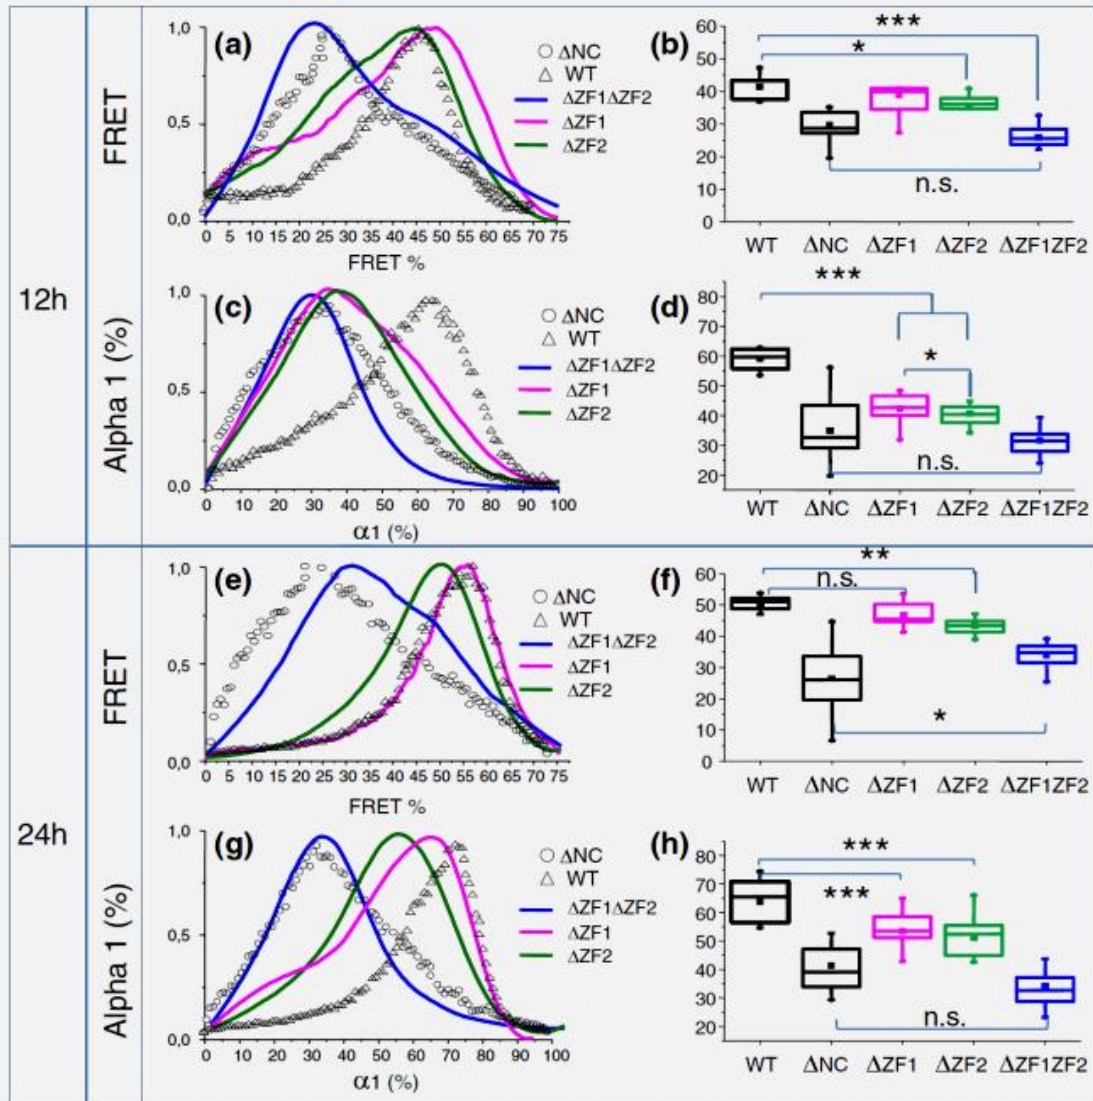 12h
FRET
(a)
1,0
0,5
0,0
0 5 10 15 20 25 30 35 40 45 50 55 60 65 70 75
FRET %
○ ΔNC
△ WT
ΔZF1ΔZF2
ΔZF1
ΔZF2
(b)
***
*
n.s.
60
50
40
30
20
10
0
WT ΔNC ΔZF1 ΔZF2 ΔZF1ZF2
Alpha 1 (%)
(c)
1,0
0,5
0,0
0 10 20 30 40 50 60 70 80 90 100
α1 (%)
○ ΔNC
△ WT
ΔZF1ΔZF2
ΔZF1
ΔZF2
(d)
***
*
n.s.
80
70
60
50
40
30
20
WT ΔNC ΔZF1 ΔZF2 ΔZF1ZF2
24h
FRET
(e)
1,0
0,5
0,0
0 5 10 15 20 25 30 35 40 45 50 55 60 65 70 75
FRET %
○ ΔNC
△ WT
ΔZF1ΔZF2
ΔZF1
ΔZF2
(f)
**
n.s.
*
60
50
40
30
20
10
0
WT ΔNC ΔZF1 ΔZF2 ΔZF1ZF2
Alpha 1 (%)
(g)
1,0
0,5
0,0
0 10 20 30 40 50 60 70 80 90 100
α1 (%)
○ ΔNC
△ WT
ΔZF1ΔZF2
ΔZF1
ΔZF2
(h)
***
***
n.s.
80
70
60
50
40
30
20
WT ΔNC ΔZF1 ΔZF2 ΔZF1ZF2